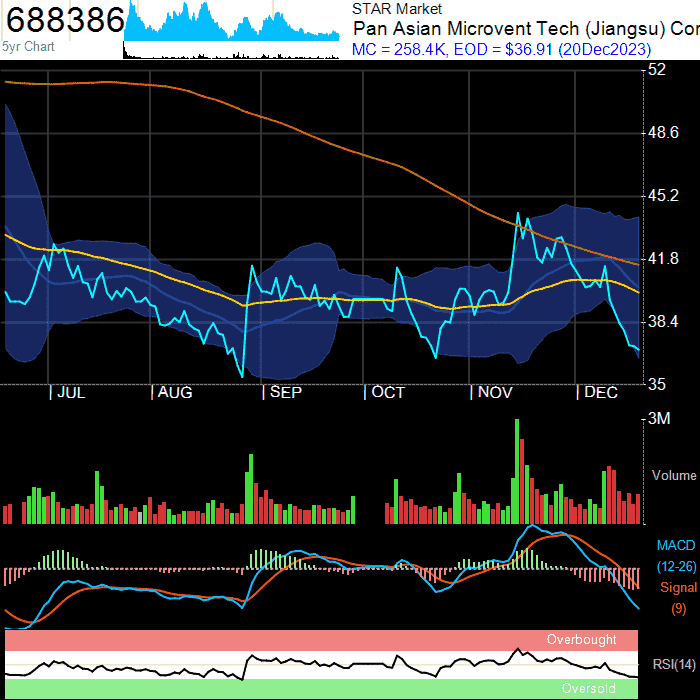 688386
5yr Chart
STAR Market
Pan Asian Microvent Tech (Jiangsu) Cor
MC = 258.4K, EOD = $36.91 (20Dec2023)
52
48.6
45.2
41.8
38.4
35
JUL AUG SEP OCT NOV DEC
3M
Volume
MACD
(12-26)
Signal
(9)
Overbought
RSI(14)
Oversold